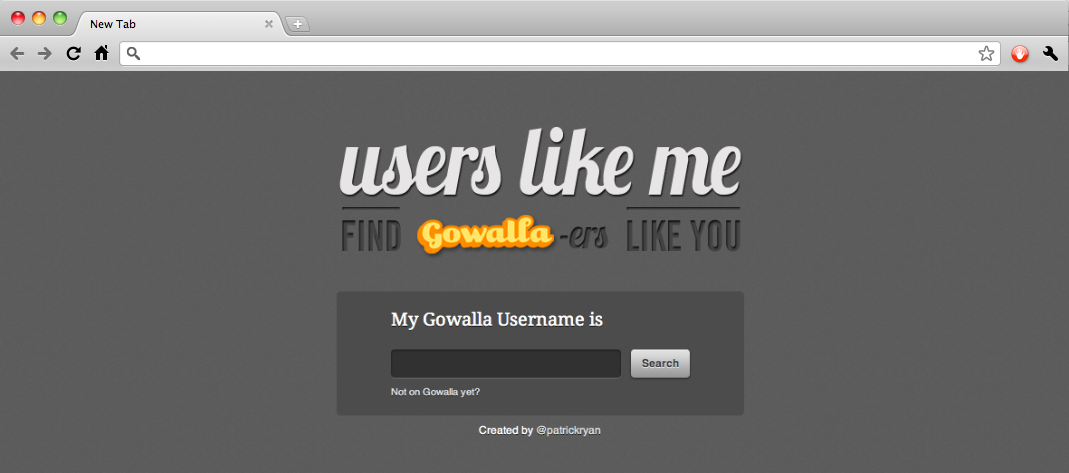 New Tab
users like me
FIND Gowalla -ers LIKE YOU
My Gowalla Username is
Search
Not on Gowalla yet?
Created by @patrickryan